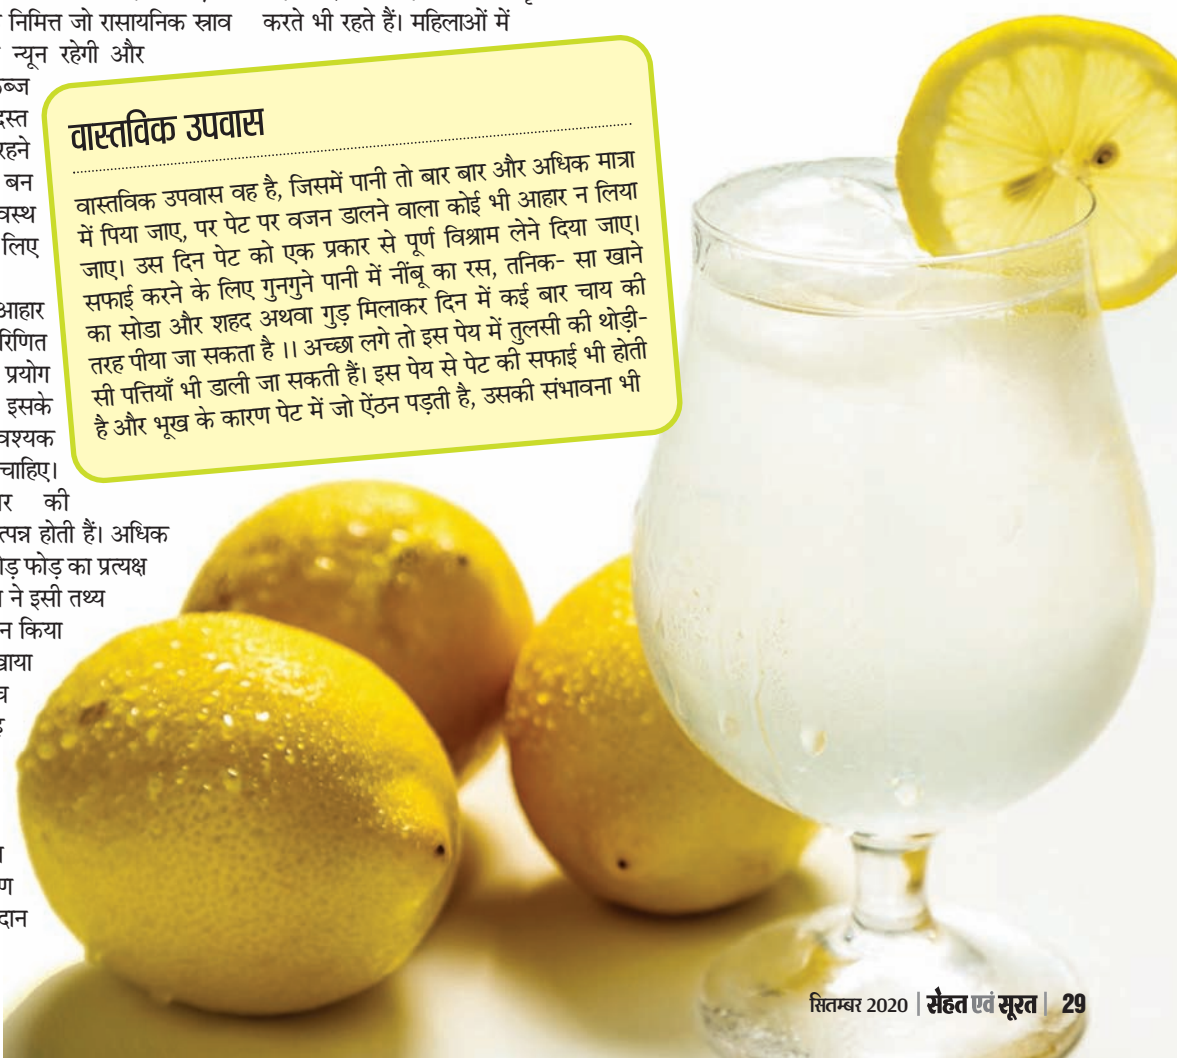 निमित्त जो रासायनिक स्राव
न्यून रहेगी और
रहने
बन
लिए
आहार
प्रयोग
इसके
चाहिए।
की
होती हैं। अधिक
फोड़ का प्रत्यक्ष
ने इसी तथ्य
किया
करते भी रहते हैं। महिलाओं में
वास्तविक उपवास
वास्तविक उपवास वह है, जिसमें पानी तो बार बार और अधिक मात्रा
में पिया जाए, पर पेट पर वजन डालने वाला कोई भी आहार न लिया
जाए। उस दिन पेट को एक प्रकार से पूर्ण विश्राम लेने दिया जाए।
सफाई करने के लिए गुनगुने पानी में नींबू का रस, तनिक- सा खाने
का सोडा और शहद अथवा गुड़ मिलाकर दिन में कई बार चाय की
तरह पीया जा सकता है ।। अच्छा लगे तो इस पेय में तुलसी की थोड़ी-
सी पत्तियाँ भी डाली जा सकती हैं। इस पेय से पेट की सफाई भी होती
है और भूख के कारण पेट में जो ऐंठन पड़ती है, उसकी संभावना भी
सितम्बर 2020 | सेहत एवं सूरत | 29